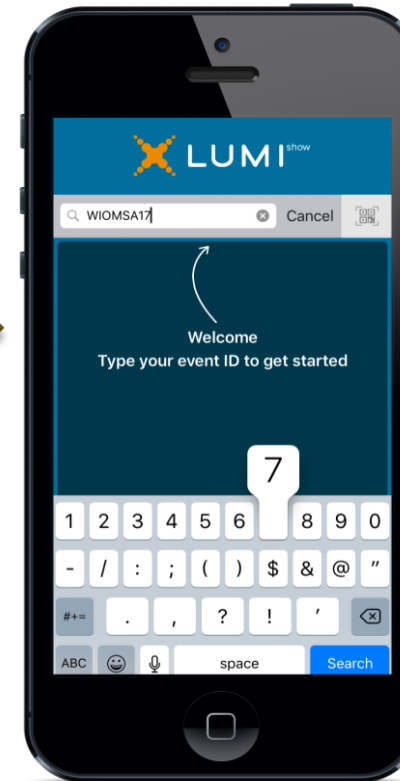 LUMI show
WIOMSA17 Cancel
Welcome
Type your event ID to get started
7
1 2 3 4 5 6 8 9 0
- / : ; ( ) $ & @ "
#+= . , ? ! '
ABC space Search